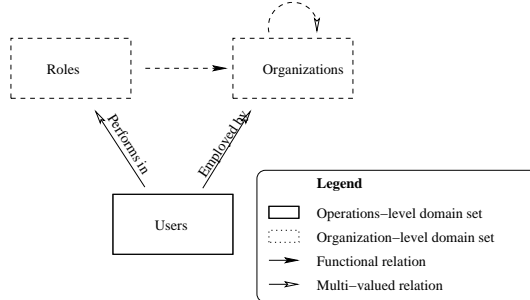 Roles
Organizations
Performs in
Employed by
Users
Legend
Operations−level domain set
Organization−level domain set
Functional relation
Multi−valued relation